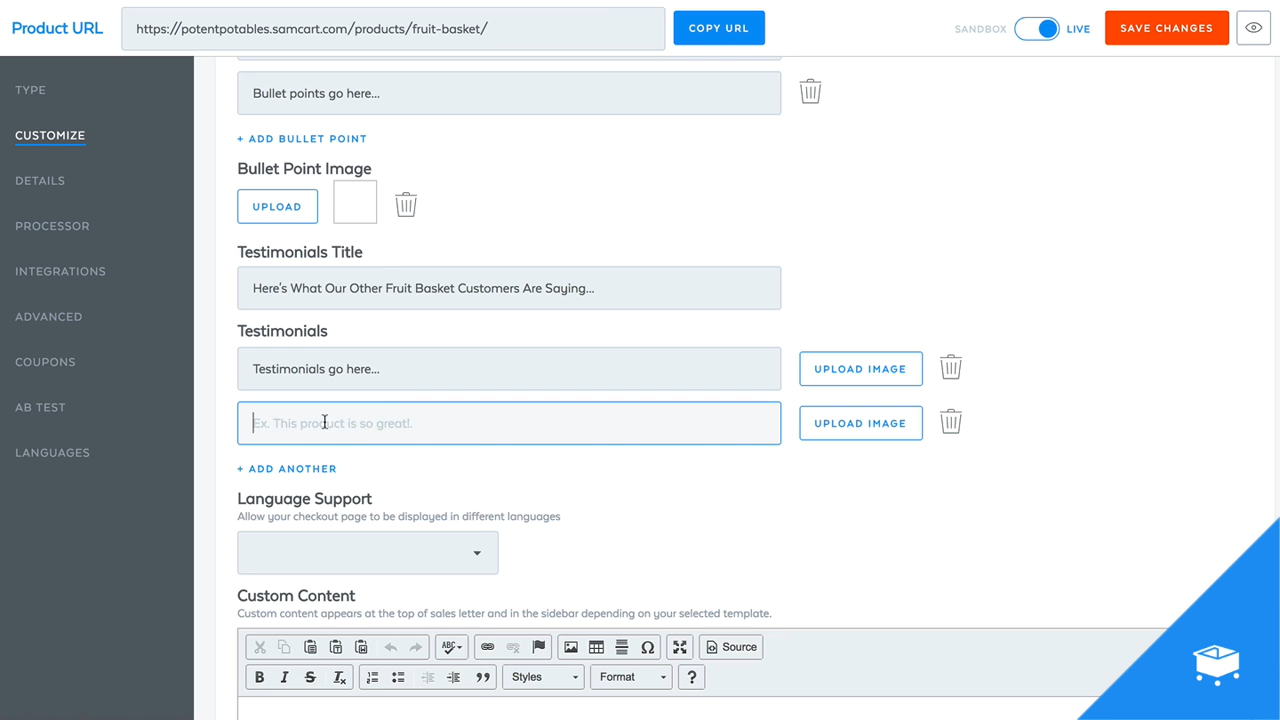 Product URL
https://potentpotables.samcart.com/products/fruit-basket/
COPY URL
SANDBOX
LIVE
SAVE CHANGES
TYPE
CUSTOMIZE
DETAILS
PROCESSOR
INTEGRATIONS
ADVANCED
COUPONS
AB TEST
LANGUAGES
Bullet points go here...
+ ADD BULLET POINT
Bullet Point Image
UPLOAD
Testimonials Title
Here's What Our Other Fruit Basket Customers Are Saying...
Testimonials
Testimonials go here...
UPLOAD IMAGE
Ex. This product is so great!.
UPLOAD IMAGE
+ ADD ANOTHER
Language Support
Allow your checkout page to be displayed in different languages
Custom Content
Custom content appears at the top of sales letter and in the sidebar depending on your selected template.
ABC
Ω
Source
B I S Tx
Styles
Format
?